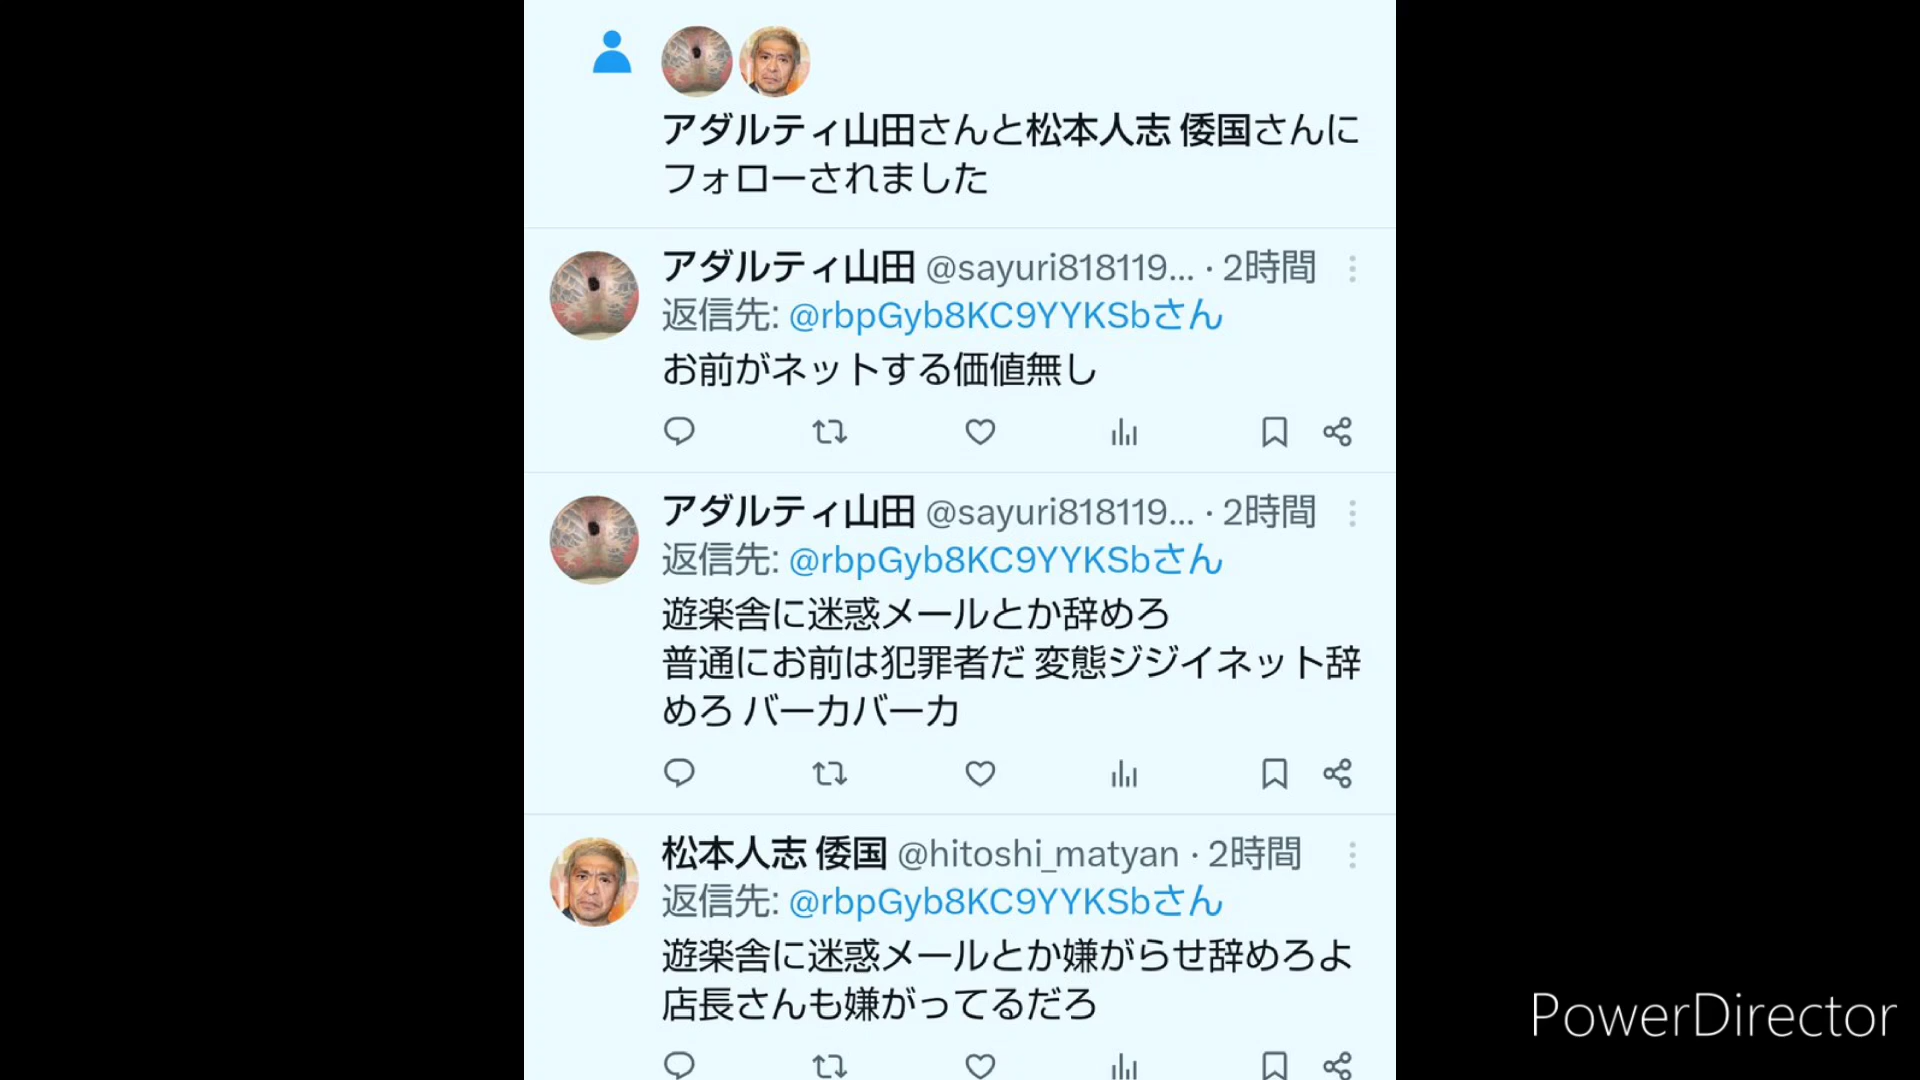 アダルティ山田さんと松本人志 倭国さんに
フォローされました
アダルティ山田 @sayuri818119... · 2時間
返信先: @rbpGyb8KC9YYKSbさん
お前がネットする価値無し
アダルティ山田 @sayuri818119... · 2時間
返信先: @rbpGyb8KC9YYKSbさん
遊楽舎に迷惑メールとか辞めろ
普通にお前は犯罪者だ 変態ジジイネット辞
めろ バーカバーカ
松本人志 倭国 @hitoshi_matyan · 2時間
返信先: @rbpGyb8KC9YYKSbさん
遊楽舎に迷惑メールとか嫌がらせ辞めろよ
店長さんも嫌がってるだろ
PowerDirector